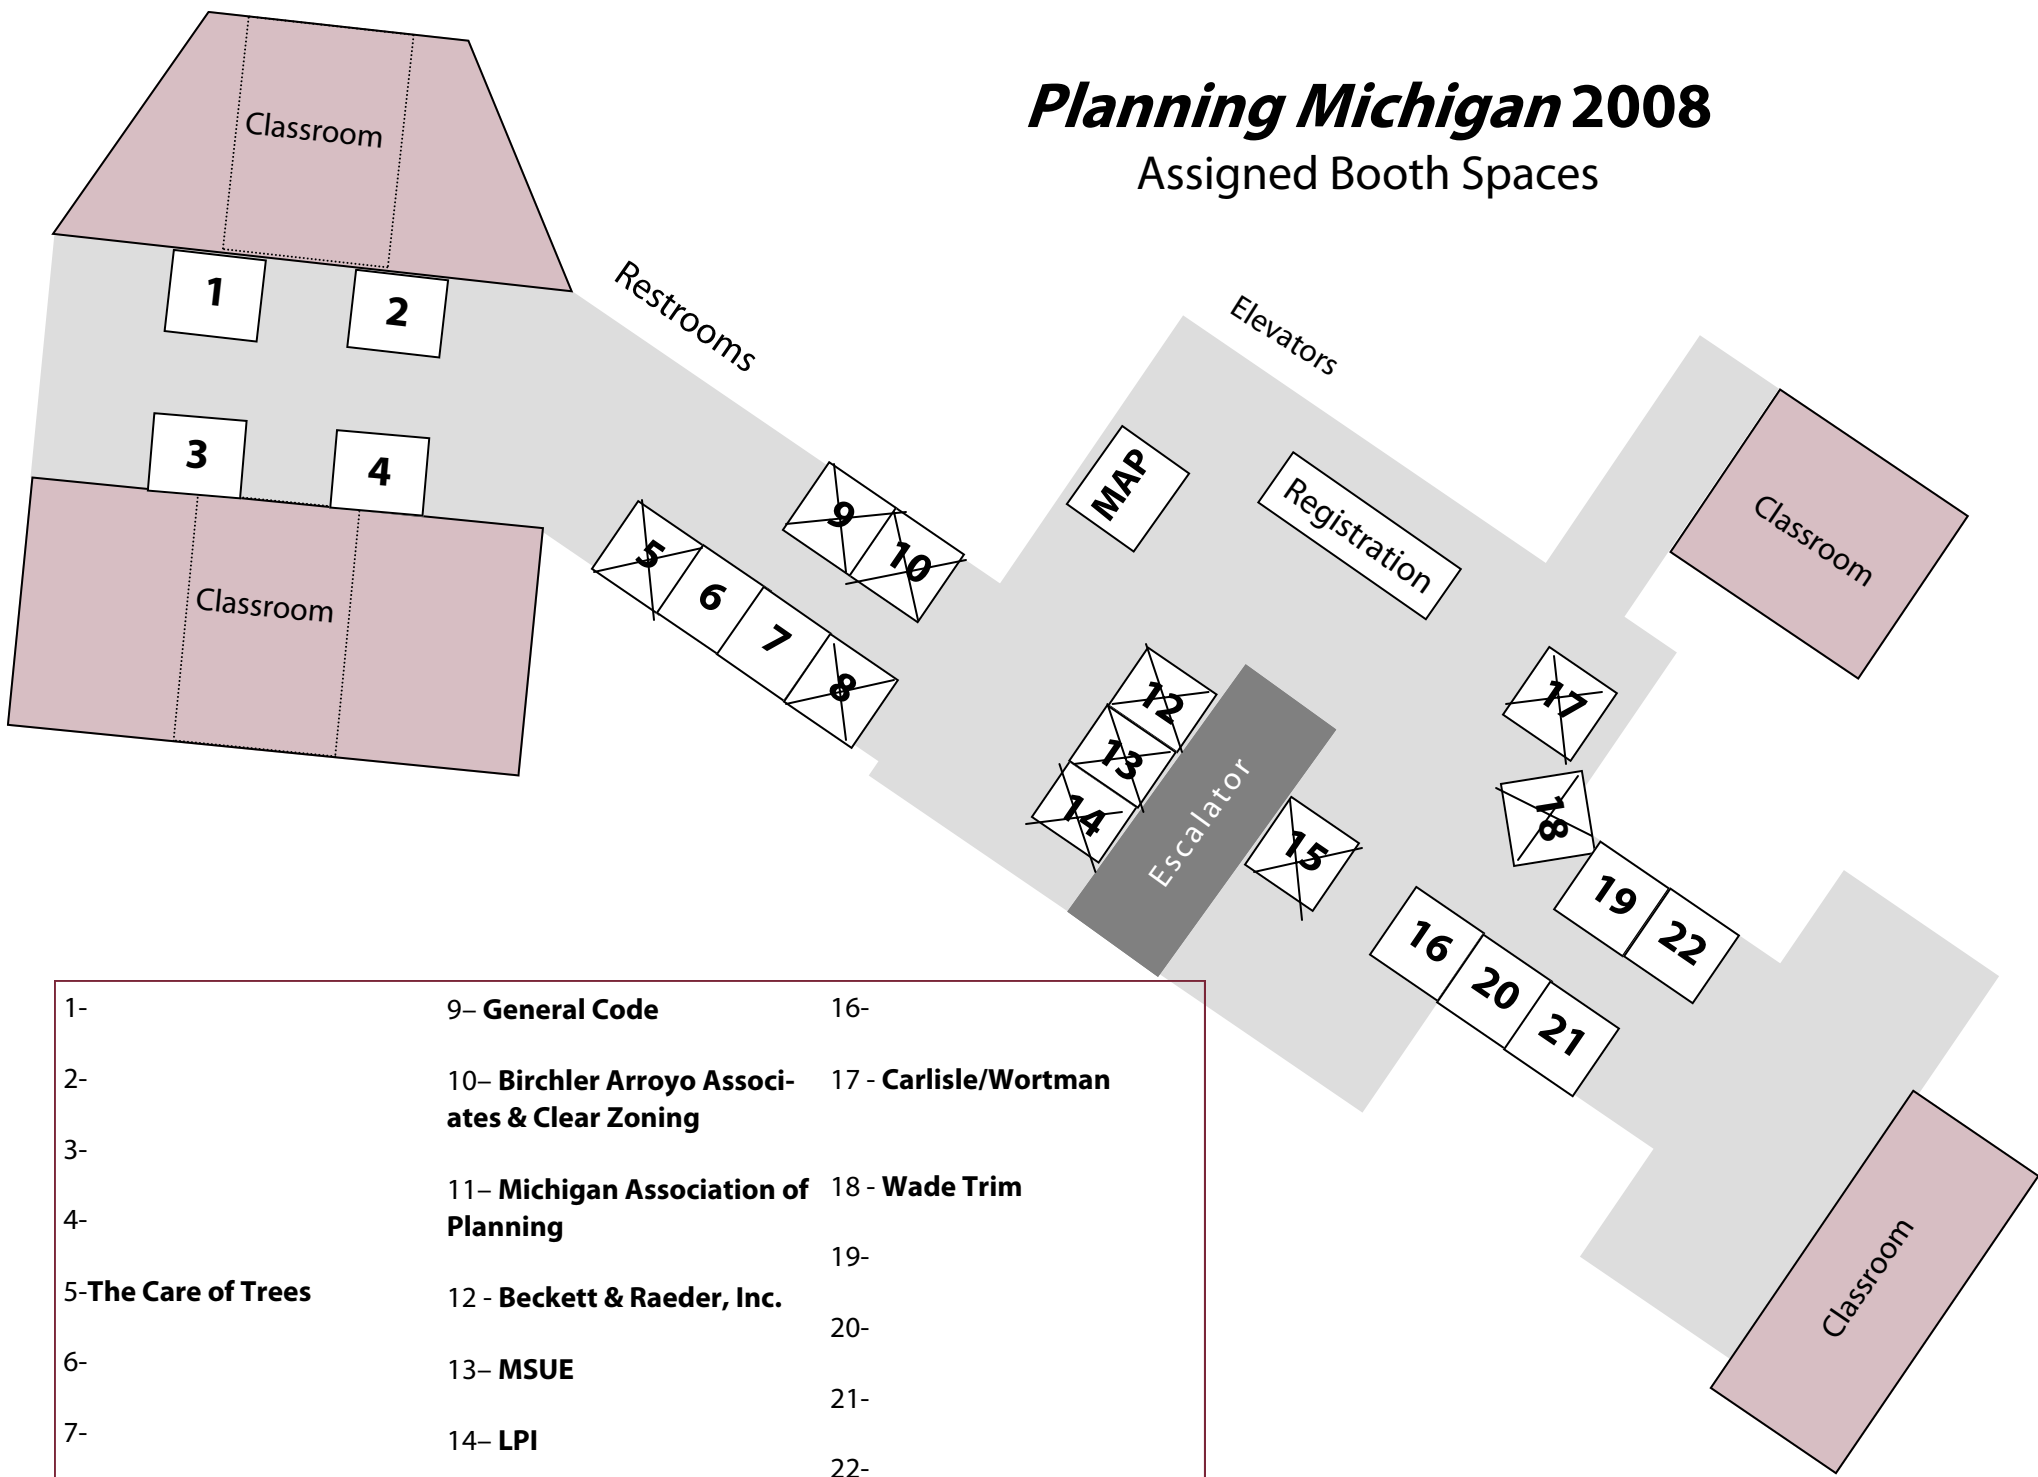 Planning Michigan 2008
Assigned Booth Spaces
Classroom
1
2
Restrooms
Elevators
3
4
Classroom
5
6
7
8
9
10
MAP
Registration
Classroom
12
13
14
Escalator
15
17
18
19
22
16
20
21
Classroom
1-
2-
3-
4-
5-The Care of Trees
6-
7-
9– General Code
10– Birchler Arroyo Associ-
ates & Clear Zoning
11– Michigan Association of
Planning
12 - Beckett & Raeder, Inc.
13– MSUE
14– LPI
16-
17 - Carlisle/Wortman
18 - Wade Trim
19-
20-
21-
22-